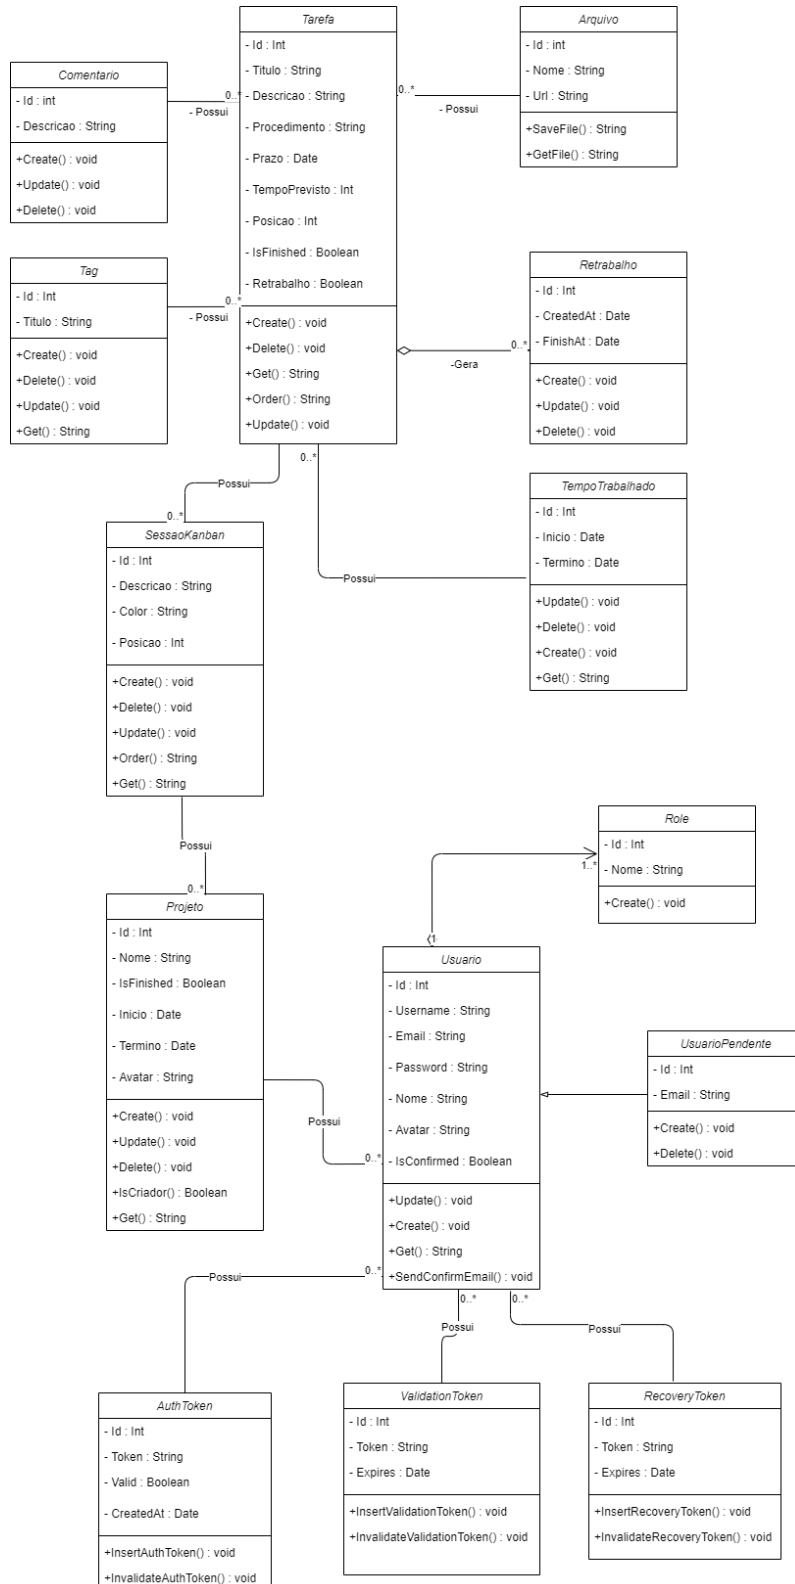 Tarefa
- Id : Int
- Titulo : String
- Descricao : String
- Procedimento : String
- Prazo : Date
- TempoPrevisto : Int
- Posicao : Int
- IsFinished : Boolean
- Retrabalho : Boolean
+Create() : void
+Delete() : void
+Get() : String
+Order() : String
+Update() : void
Arquivo
- Id : int
- Nome : String
- Url : String
+SaveFile() : String
+GetFile() : String
0..*
- Possui
Comentario
- Id : int
- Descricao : String
+Create() : void
+Update() : void
+Delete() : void
0..*
- Possui
Tag
- Id : Int
- Titulo : String
+Create() : void
+Delete() : void
+Update() : void
+Get() : String
0..*
- Possui
Retrabalho
- Id : Int
- CreatedAt : Date
- FinishAt : Date
+Create() : void
+Update() : void
+Delete() : void
0..*
-Gera
TempoTrabalhado
- Id : Int
- Inicio : Date
- Termino : Date
+Update() : void
+Delete() : void
+Create() : void
+Get() : String
0..*
Possui
Possui
0..*
SessaoKanban
- Id : Int
- Descricao : String
- Color : String
- Posicao : Int
+Create() : void
+Delete() : void
+Update() : void
+Order() : String
+Get() : String
Possui
0..*
Projeto
- Id : Int
- Nome : String
- IsFinished : Boolean
- Inicio : Date
- Termino : Date
- Avatar : String
+Create() : void
+Update() : void
+Delete() : void
+IsCriador() : Boolean
+Get() : String
Role
- Id : Int
- Nome : String
+Create() : void
1..*
1
Usuario
- Id : Int
- Username : String
- Email : String
- Password : String
- Nome : String
- Avatar : String
- IsConfirmed : Boolean
+Update() : void
+Create() : void
+Get() : String
+SendConfirmEmail() : void
Possui
0..*
UsuarioPendente
- Id : Int
- Email : String
+Create() : void
+Delete() : void
0..*
Possui
0..*
Possui
0..*
Possui
AuthToken
- Id : Int
- Token : String
- Valid : Boolean
- CreatedAt : Date
+InsertAuthToken() : void
+InvalidateAuthToken() : void
ValidationToken
- Id : Int
- Token : String
- Expires : Date
+InsertValidationToken() : void
+InvalidateValidationToken() : void
RecoveryToken
- Id : Int
- Token : String
- Expires : Date
+InsertRecoveryToken() : void
+InvalidateRecoveryToken() : void